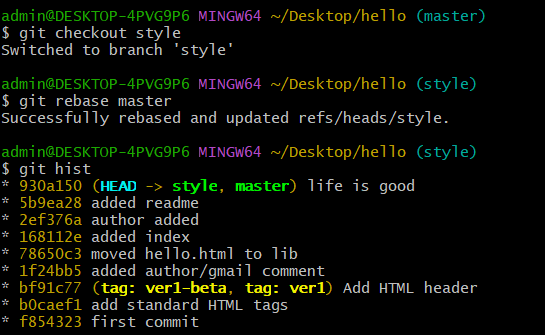 admin@DESKTOP-4PVG9P6 MINGW64 ~/Desktop/hello (master)
$ git checkout style
Switched to branch 'style'
admin@DESKTOP-4PVG9P6 MINGW64 ~/Desktop/hello (style)
$ git rebase master
Successfully rebased and updated refs/heads/style.
admin@DESKTOP-4PVG9P6 MINGW64 ~/Desktop/hello (style)
$ git hist
* 930a150 (HEAD -> style, master) life is good
* 5b9ea28 added readme
* 2ef376a author added
* 168112e added index
* 78650c3 moved hello.html to lib
* 1f24bb5 added author/gmail comment
* bf91c77 (tag: ver1-beta, tag: ver1) Add HTML header
* b0caef1 add standard HTML tags
* f854323 first commit